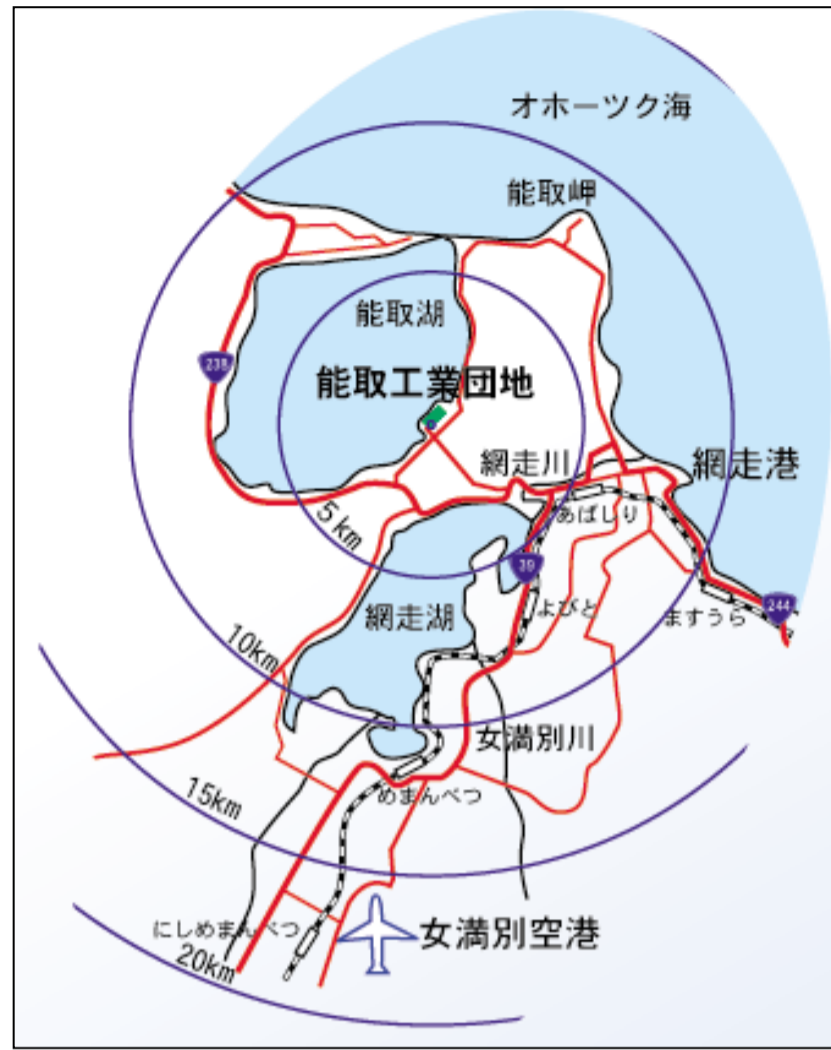 オホーツク海
能取岬
能取湖
238
能取工業団地
網走川
網走港
あばしり
5km
39
よびと
244
ますうら
網走湖
10km
女満別川
15km
めまんべつ
にしめまんべつ
女満別空港
20km